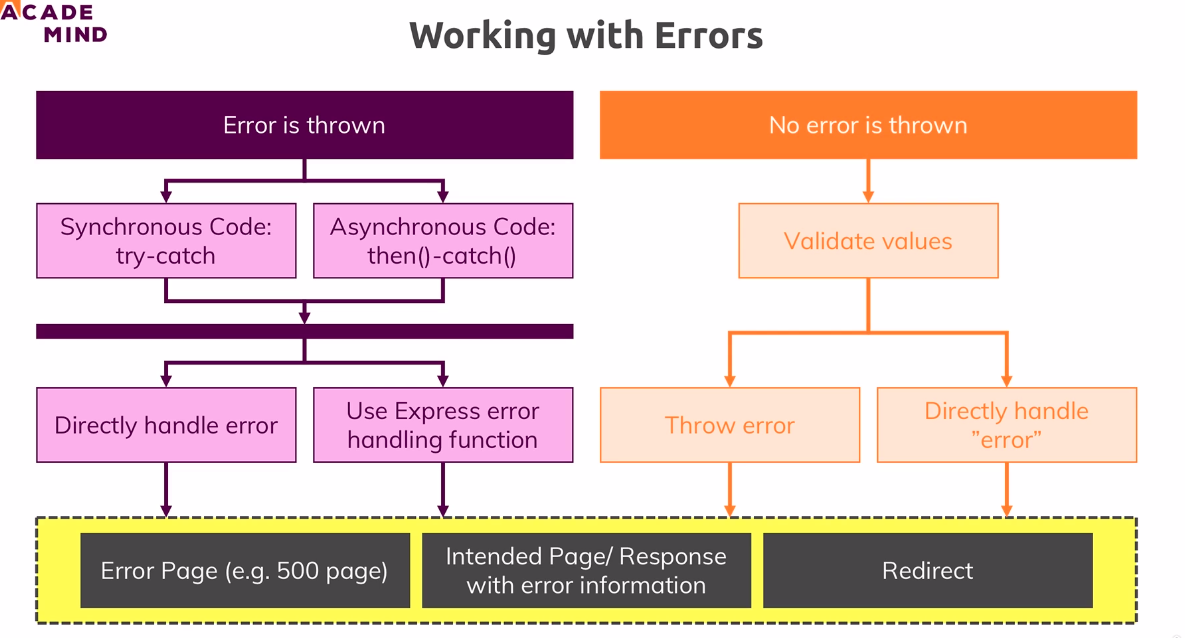 ACADE
MIND
Working with Errors
Error is thrown
No error is thrown
Synchronous Code:
try-catch
Asynchronous Code:
then()-catch()
Validate values
Directly handle error
Use Express error
handling function
Throw error
Directly handle
”error”
Error Page (e.g. 500 page)
Intended Page/ Response
with error information
Redirect